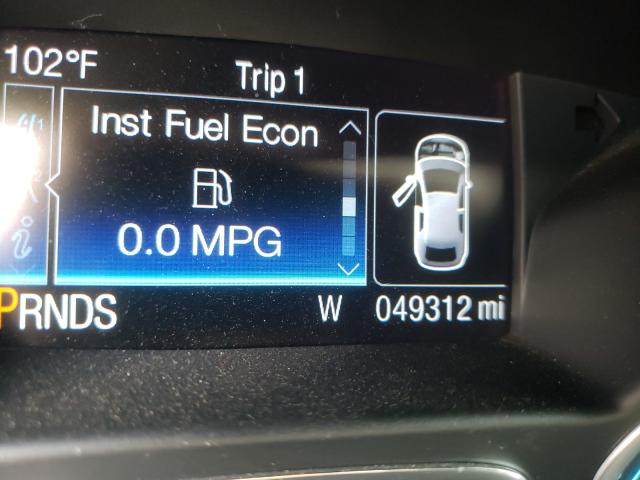 102°F
Trip 1
Inst Fuel Econ
0.0 MPG
PRNDS
W
049312 mi